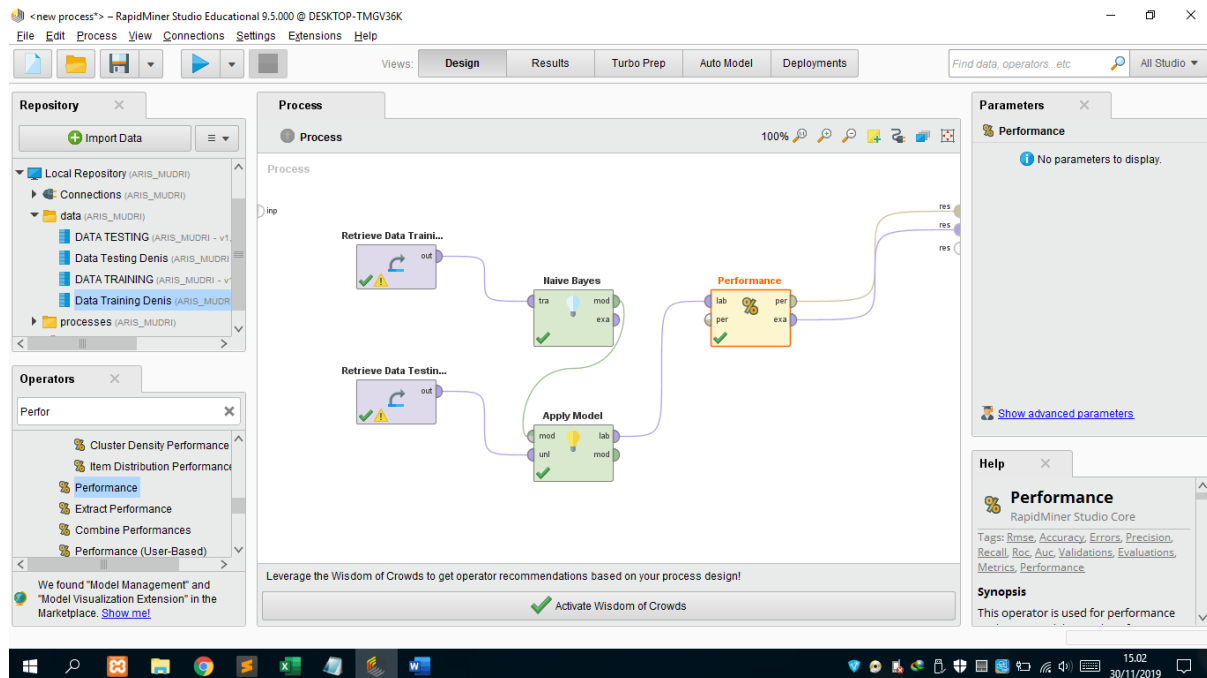 <new process*> – RapidMiner Studio Educational 9.5.000 @ DESKTOP-TMGV36K
File Edit Process View Connections Settings Extensions Help
Views: Design Results Turbo Prep Auto Model Deployments
Find data, operators...etc
All Studio
Repository
Import Data
Local Repository (ARIS_MUDRI)
Connections (ARIS_MUDRI)
data (ARIS_MUDRI)
DATA TESTING (ARIS_MUDRI - v1.
Data Testing Denis (ARIS_MUDRI
DATA TRAINING (ARIS_MUDRI - v
Data Training Denis (ARIS_MUDR
processes (ARIS_MUDRI)
Operators
Perfor
Cluster Density Performance
Item Distribution Performance
Performance
Extract Performance
Combine Performances
Performance (User-Based)
We found "Model Management" and
"Model Visualization Extension" in the
Marketplace. Show me!
Process
Process
100%
Process
inp
res
res
res
Retrieve Data Traini...
out
Naive Bayes
tra
mod
exa
Performance
lab
per
per
exa
Retrieve Data Testin...
out
Apply Model
mod
lab
unl
mod
Leverage the Wisdom of Crowds to get operator recommendations based on your process design!
Activate Wisdom of Crowds
Parameters
Performance
No parameters to display.
Show advanced parameters
Help
Performance
RapidMiner Studio Core
Tags: Rmse, Accuracy, Errors, Precision,
Recall, Roc, Auc, Validations, Evaluations,
Metrics, Performance
Synopsis
This operator is used for performance
15.02
30/11/2019